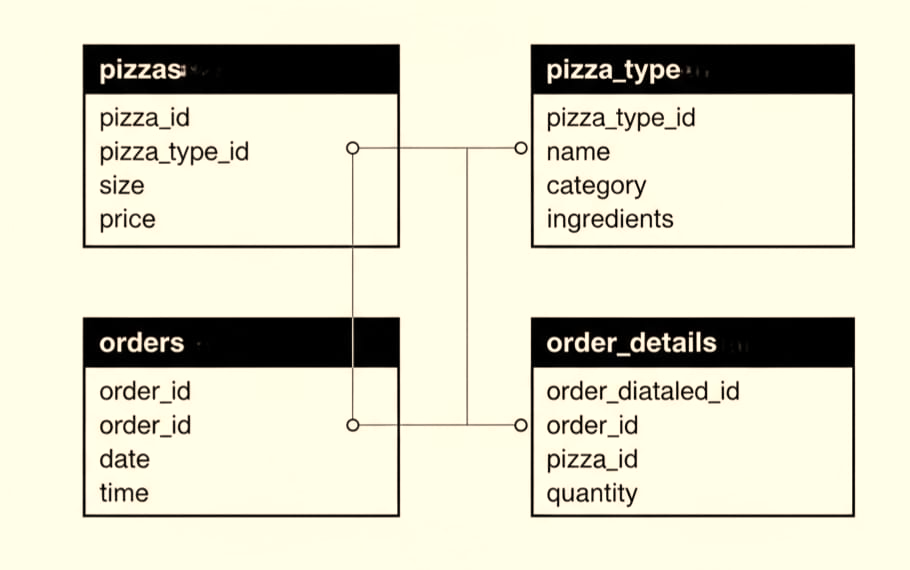 pizzas
pizza_id
pizza_type_id
size
price
pizza_type
pizza_type_id
name
category
ingredients
orders
order_id
order_id
date
time
order_details
order_diataled_id
order_id
pizza_id
quantity